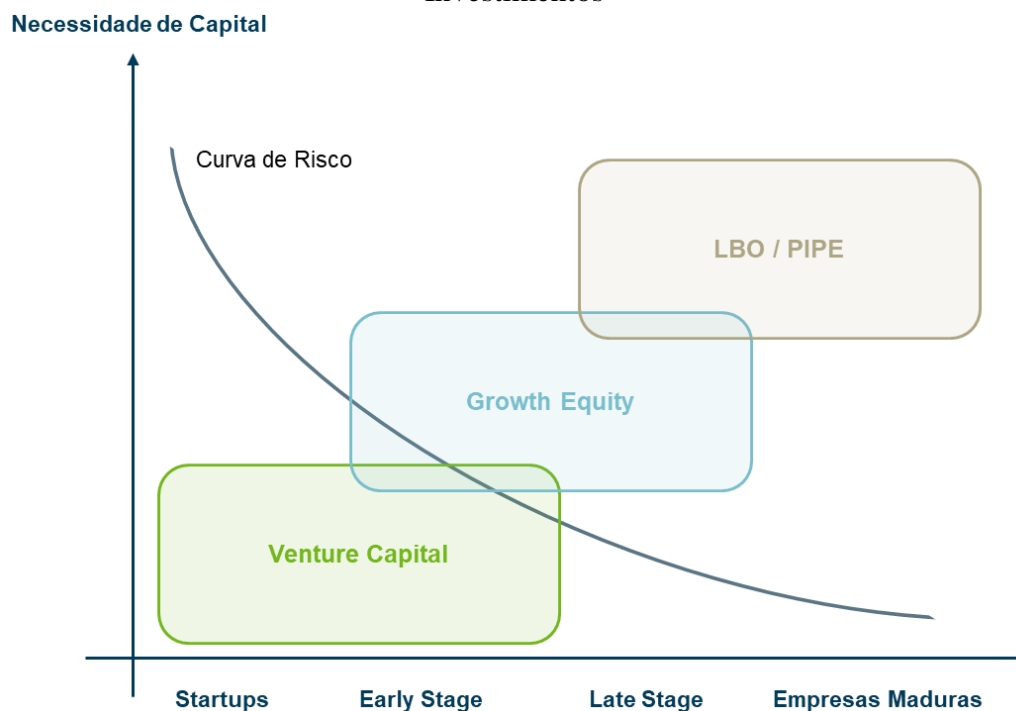 Necessidade de Capital
Curva de Risco
LBO / PIPE
Growth Equity
Venture Capital
Startups
Early Stage
Late Stage
Empresas Maduras